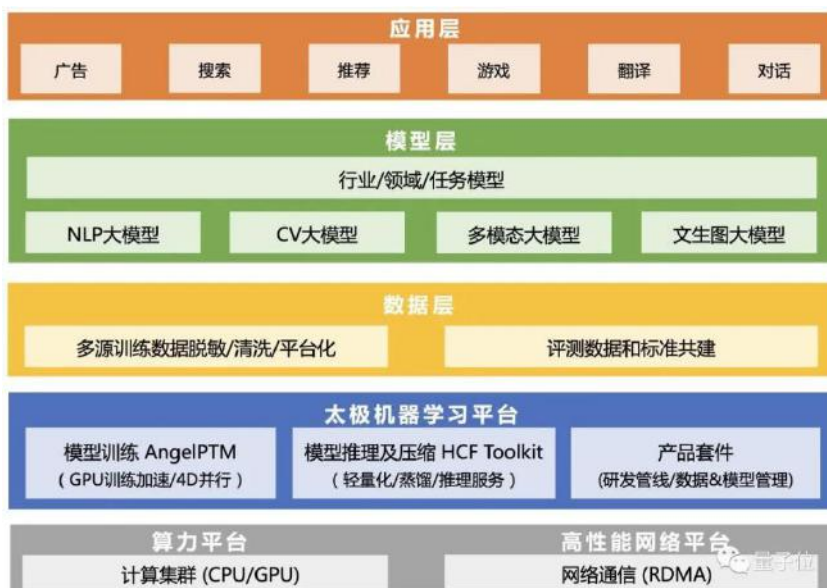 应用层
广告 搜索 推荐 游戏 翻译 对话
模型层
行业/领域/任务模型
NLP大模型 CV大模型 多模态大模型 文生图大模型
数据层
多源训练数据脱敏/清洗/平台化 评测数据和标准共建
太极机器学习平台
模型训练 AngelPTM 模型推理及压缩 HCF Toolkit 产品套件
(GPU训练加速/4D并行) (轻量化/蒸馏/推理服务) (研发管线/数据&模型管理)
算力平台 高性能网络平台
计算集群 (CPU/GPU) 网络通信 (RDMA)
量子位